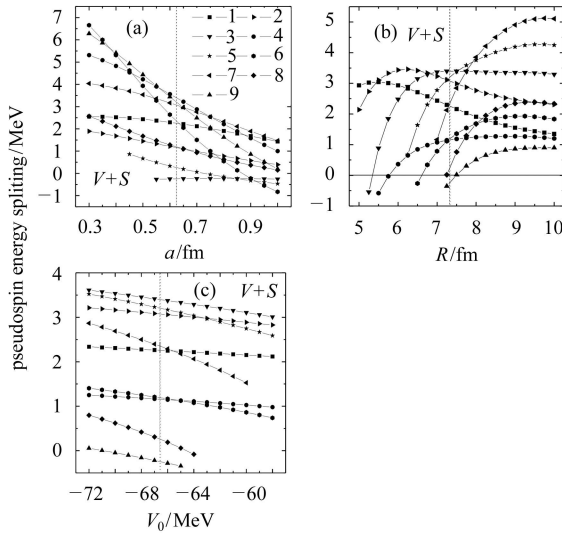 pseudospin energy spliting/MeV
(a)
7
6
5
4
3
2
1
0
−1
1 2
3 4
5 6
7 8
9
V+S
0.3 0.5 0.7 0.9
a/fm
(b)
V+S
5
4
3
2
1
0
−1
5 6 7 8 9 10
R/fm
(c)
V+S
4
3
2
1
0
−72 −68 −64 −60
V0/MeV